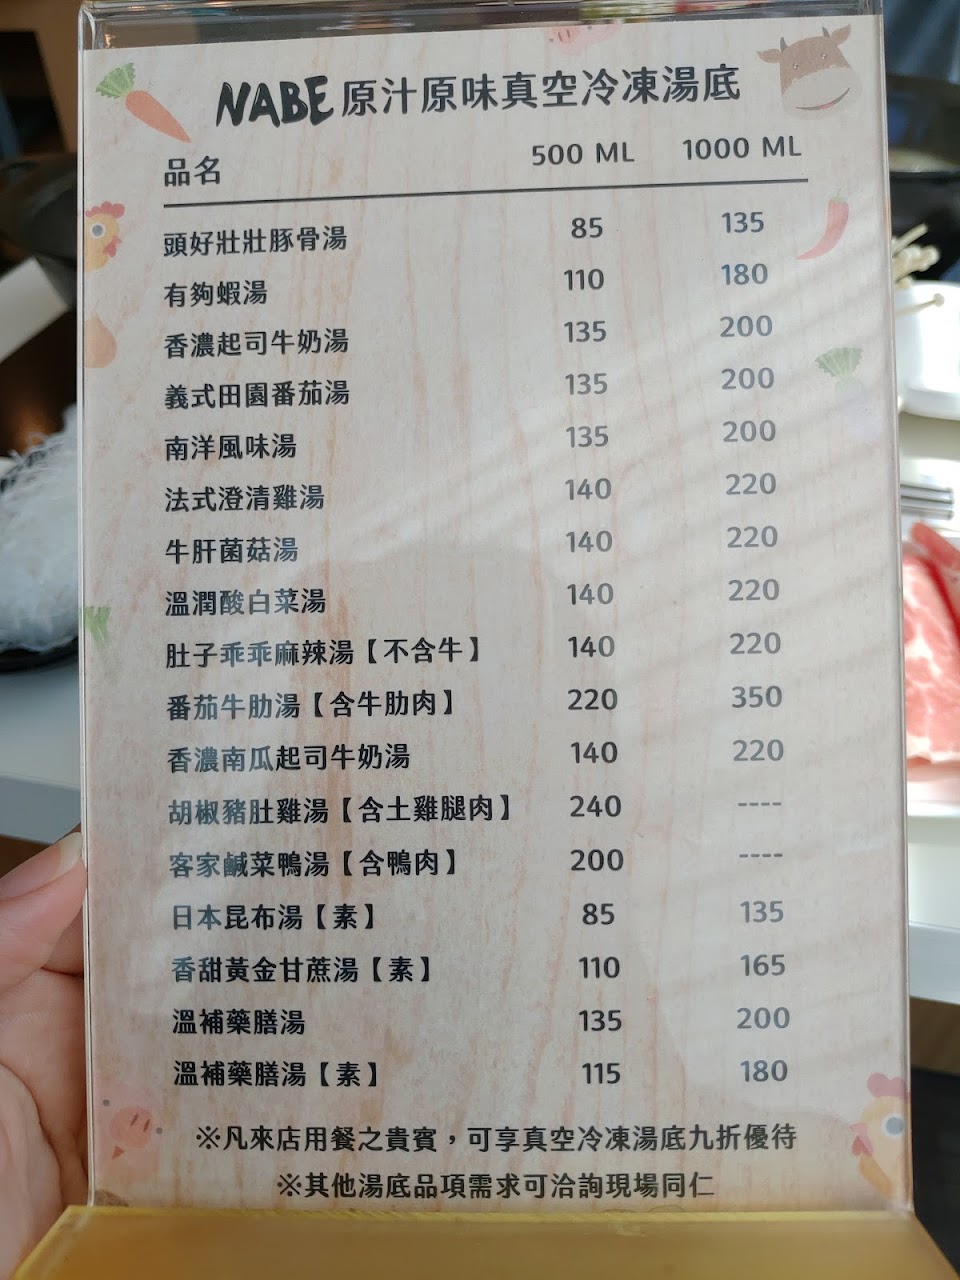 NABE 原汁原味真空冷凍湯底
品名 500 ML 1000 ML
頭好壯壯豚骨湯 85 135
有夠蝦湯 110 180
香濃起司牛奶湯 135 200
義式田園番茄湯 135 200
南洋風味湯 135 200
法式澄清雞湯 140 220
牛肝菌菇湯 140 220
溫潤酸白菜湯 140 220
肚子乖乖麻辣湯【不含牛】 140 220
番茄牛肋湯【含牛肋肉】 220 350
香濃南瓜起司牛奶湯 140 220
胡椒豬肚雞湯【含土雞腿肉】 240 ----
客家鹹菜鴨湯【含鴨肉】 200 ----
日本昆布湯【素】 85 135
香甜黃金甘蔗湯【素】 110 165
溫補藥膳湯 135 200
溫補藥膳湯【素】 115 180
※凡來店用餐之貴賓，可享真空冷凍湯底九折優待
※其他湯底品項需求可洽詢現場同仁